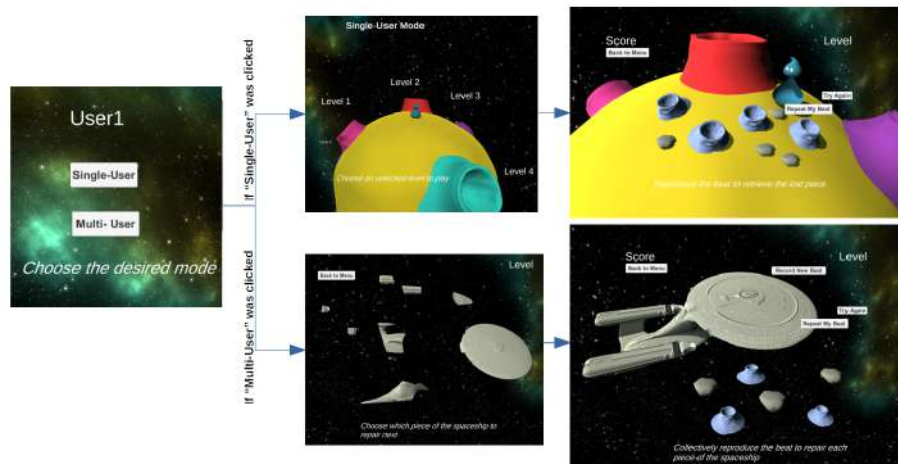 User1
Single-User
Multi- User
Choose the desired mode
If "Single-User" was clicked
If "Multi-User" was clicked
Single-User Mode
Level 2
Level 1
Level 3
Level 4
Choose an unlocked level to play
Score
Level
Back to Menu
Try Again
Repeat My Beat
Reproduce the beat to retrieve the lost piece
Level
Back to Menu
Choose which piece of the spaceship to
repair next
Score
Level
Back to Menu
Record New Beat
Try Again
Repeat My Beat
Collectively reproduce the beat to repair each
piece of the spaceship